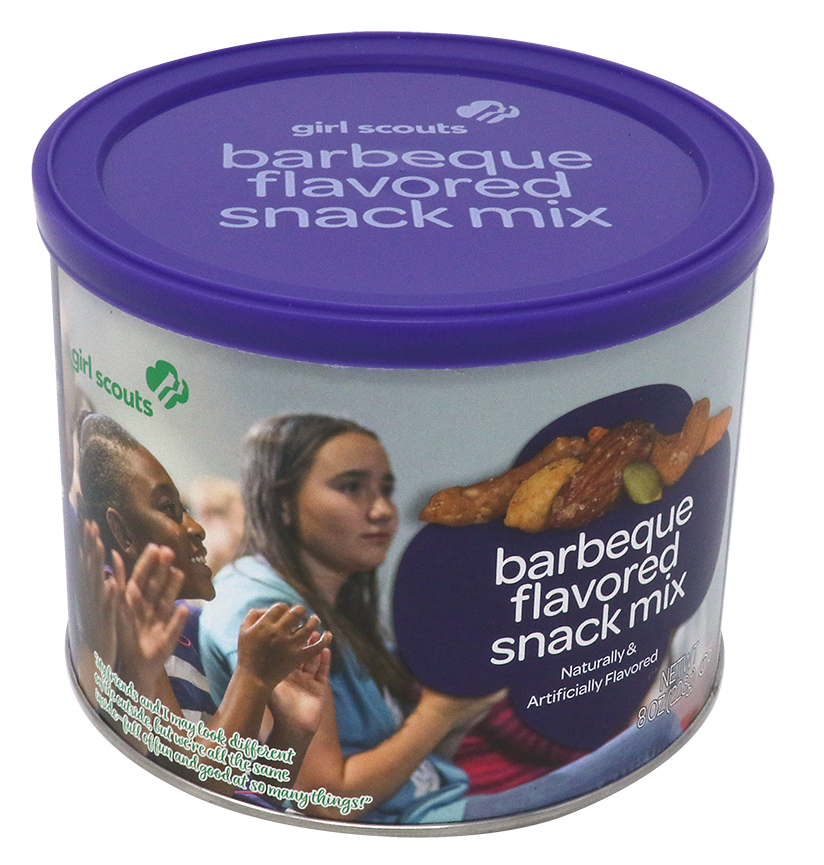 girl scouts
barbeque
flavored
snack mix
girl scouts
barbeque
flavored
snack mix
Naturally &
Artificially Flavored
NET WT
8 OZ (226g)
"My friends and I may look different
on the outside, but we're all the same
inside-full of fun and good at so many things!"